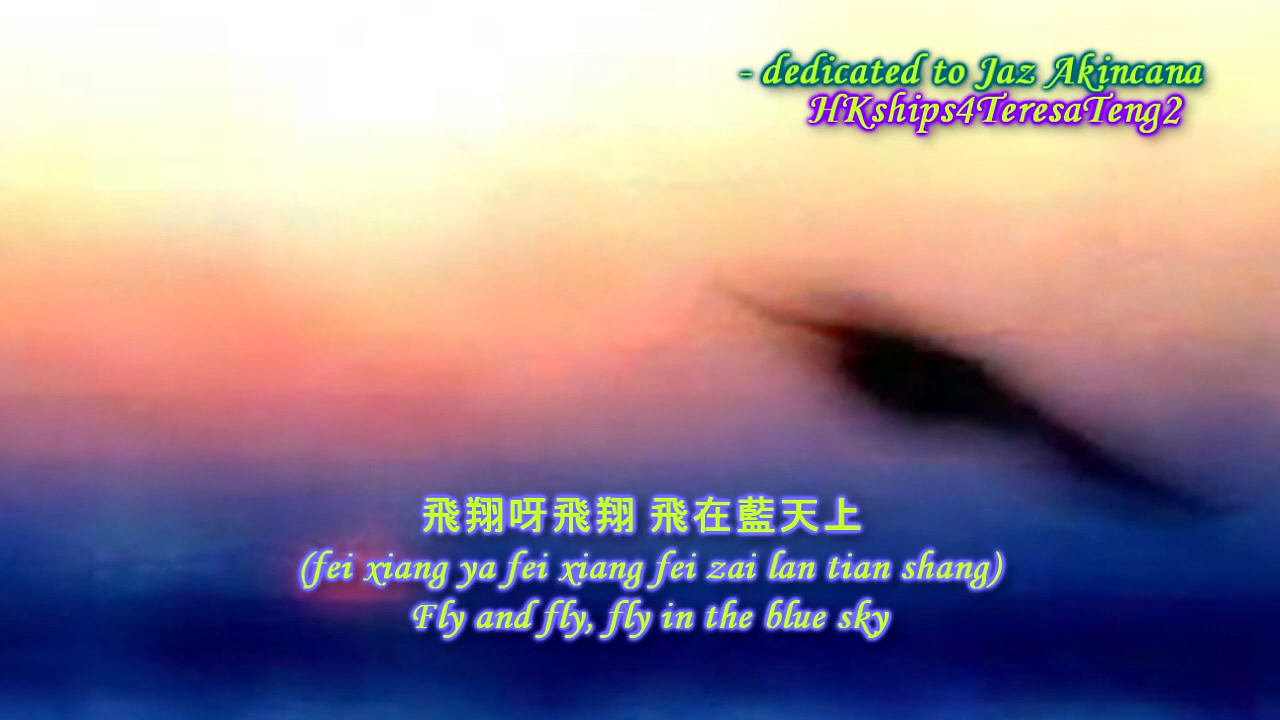 - dedicated to Jaz Akincana
HKships4TeresaTeng2
飛翔呀飛翔 飛在藍天上
(fei xiang ya fei xiang fei zai lan tian shang)
Fly and fly, fly in the blue sky